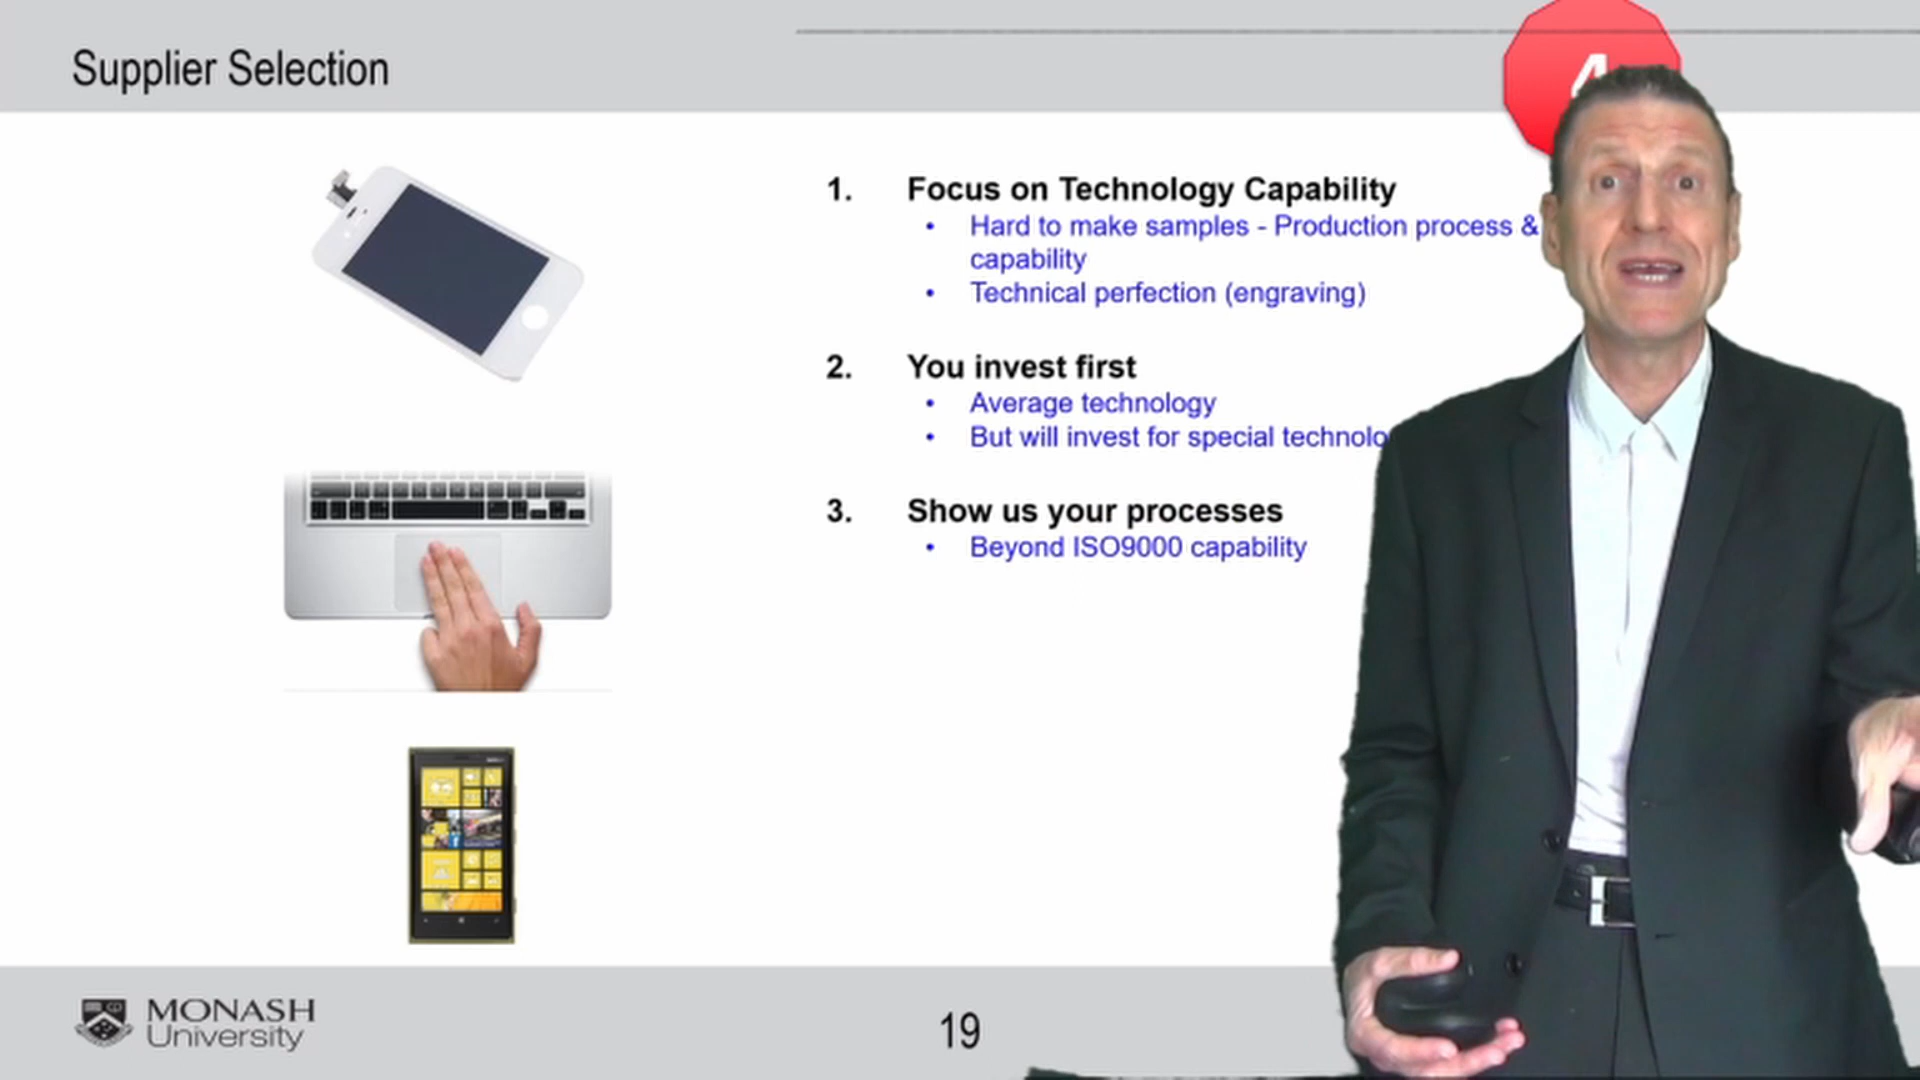 Supplier Selection
4
1. Focus on Technology Capability
• Hard to make samples - Production process &
capability
• Technical perfection (engraving)
2. You invest first
• Average technology
• But will invest for special technolo
3. Show us your processes
• Beyond ISO9000 capability
MONASH
University
19